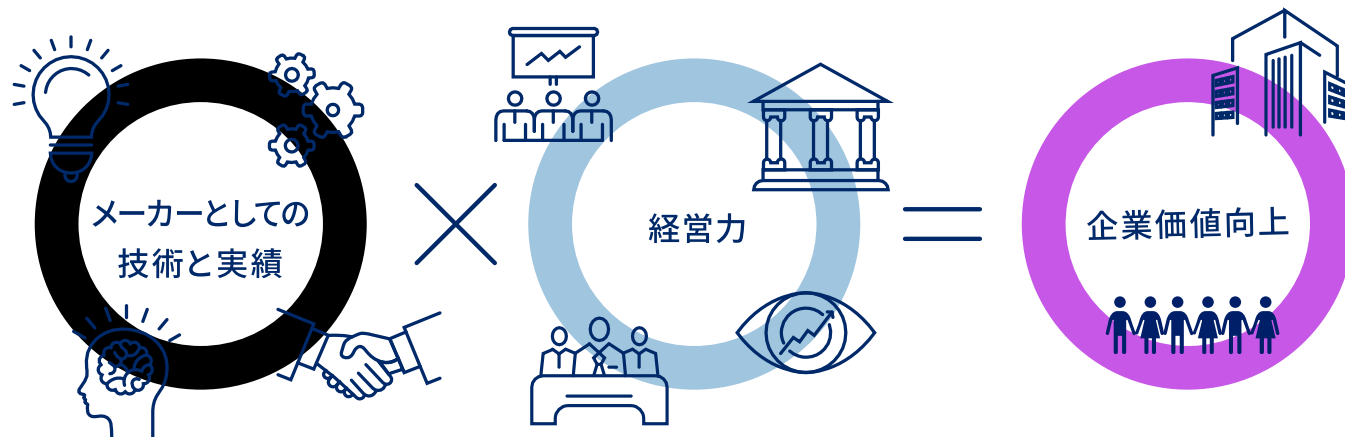 メーカーとしての
技術と実績
×
経営力
=
企業価値向上